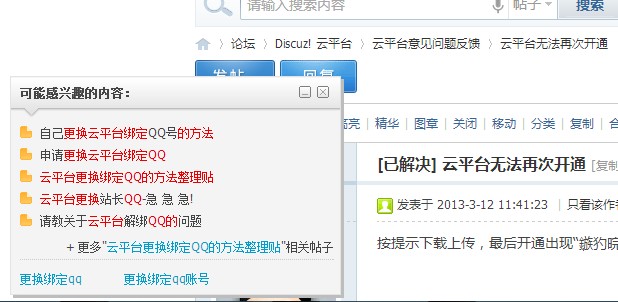 请输入搜索内容 帖子 搜索
论坛 〉 Discuz! 云平台 〉 云平台意见问题反馈 〉 云平台无法再次开通
发帖 回复
可能感兴趣的内容：
自己更换云平台绑定QQ号的方法
申请更换云平台绑定QQ
云平台更换绑定QQ的方法整理贴
云平台更换站长QQ-急 急 急!
请教关于云平台解绑QQ的问题
+ 更多"云平台更换绑定QQ的方法整理贴"相关帖子
更换绑定qq 更换绑定qq账号
高亮 | 精华 | 图章 | 关闭 | 移动 | 分类 | 复制 | 合
[已解决] 云平台无法再次开通 [复制
发表于 2013-3-12 11:41:23 | 只看该作
按提示下载上传，最后开通出现“